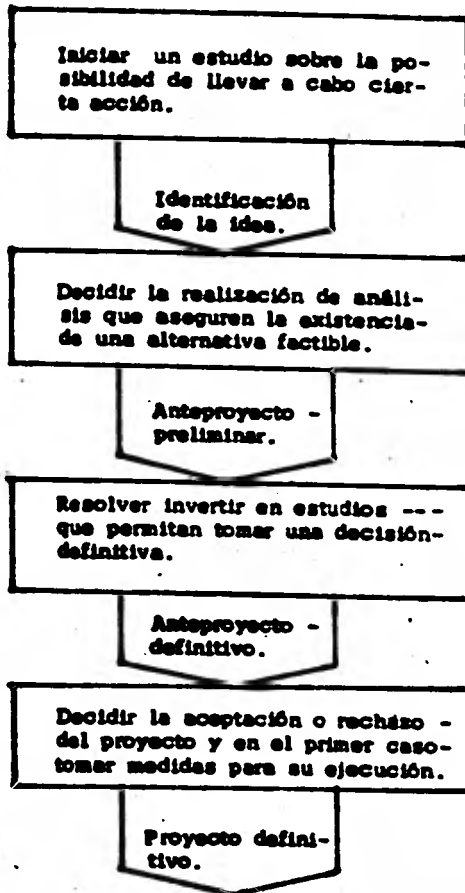 Iniciar un estudio sobre la po-
sibilidad de llevar a cabo cier-
ta acción.
Identificación
de la idea.
Decidir la realización de análi-
sis que aseguren la existencia-
de una alternativa factible.
Anteproyecto -
preliminar.
Resolver invertir en estudios ---
que permitan tomar una decisión-
definitiva.
Anteproyecto -
definitivo.
Decidir la aceptación o rechazo -
del proyecto y en el primer caso-
tomar medidas para su ejecución.
Proyecto defini-
tivo.